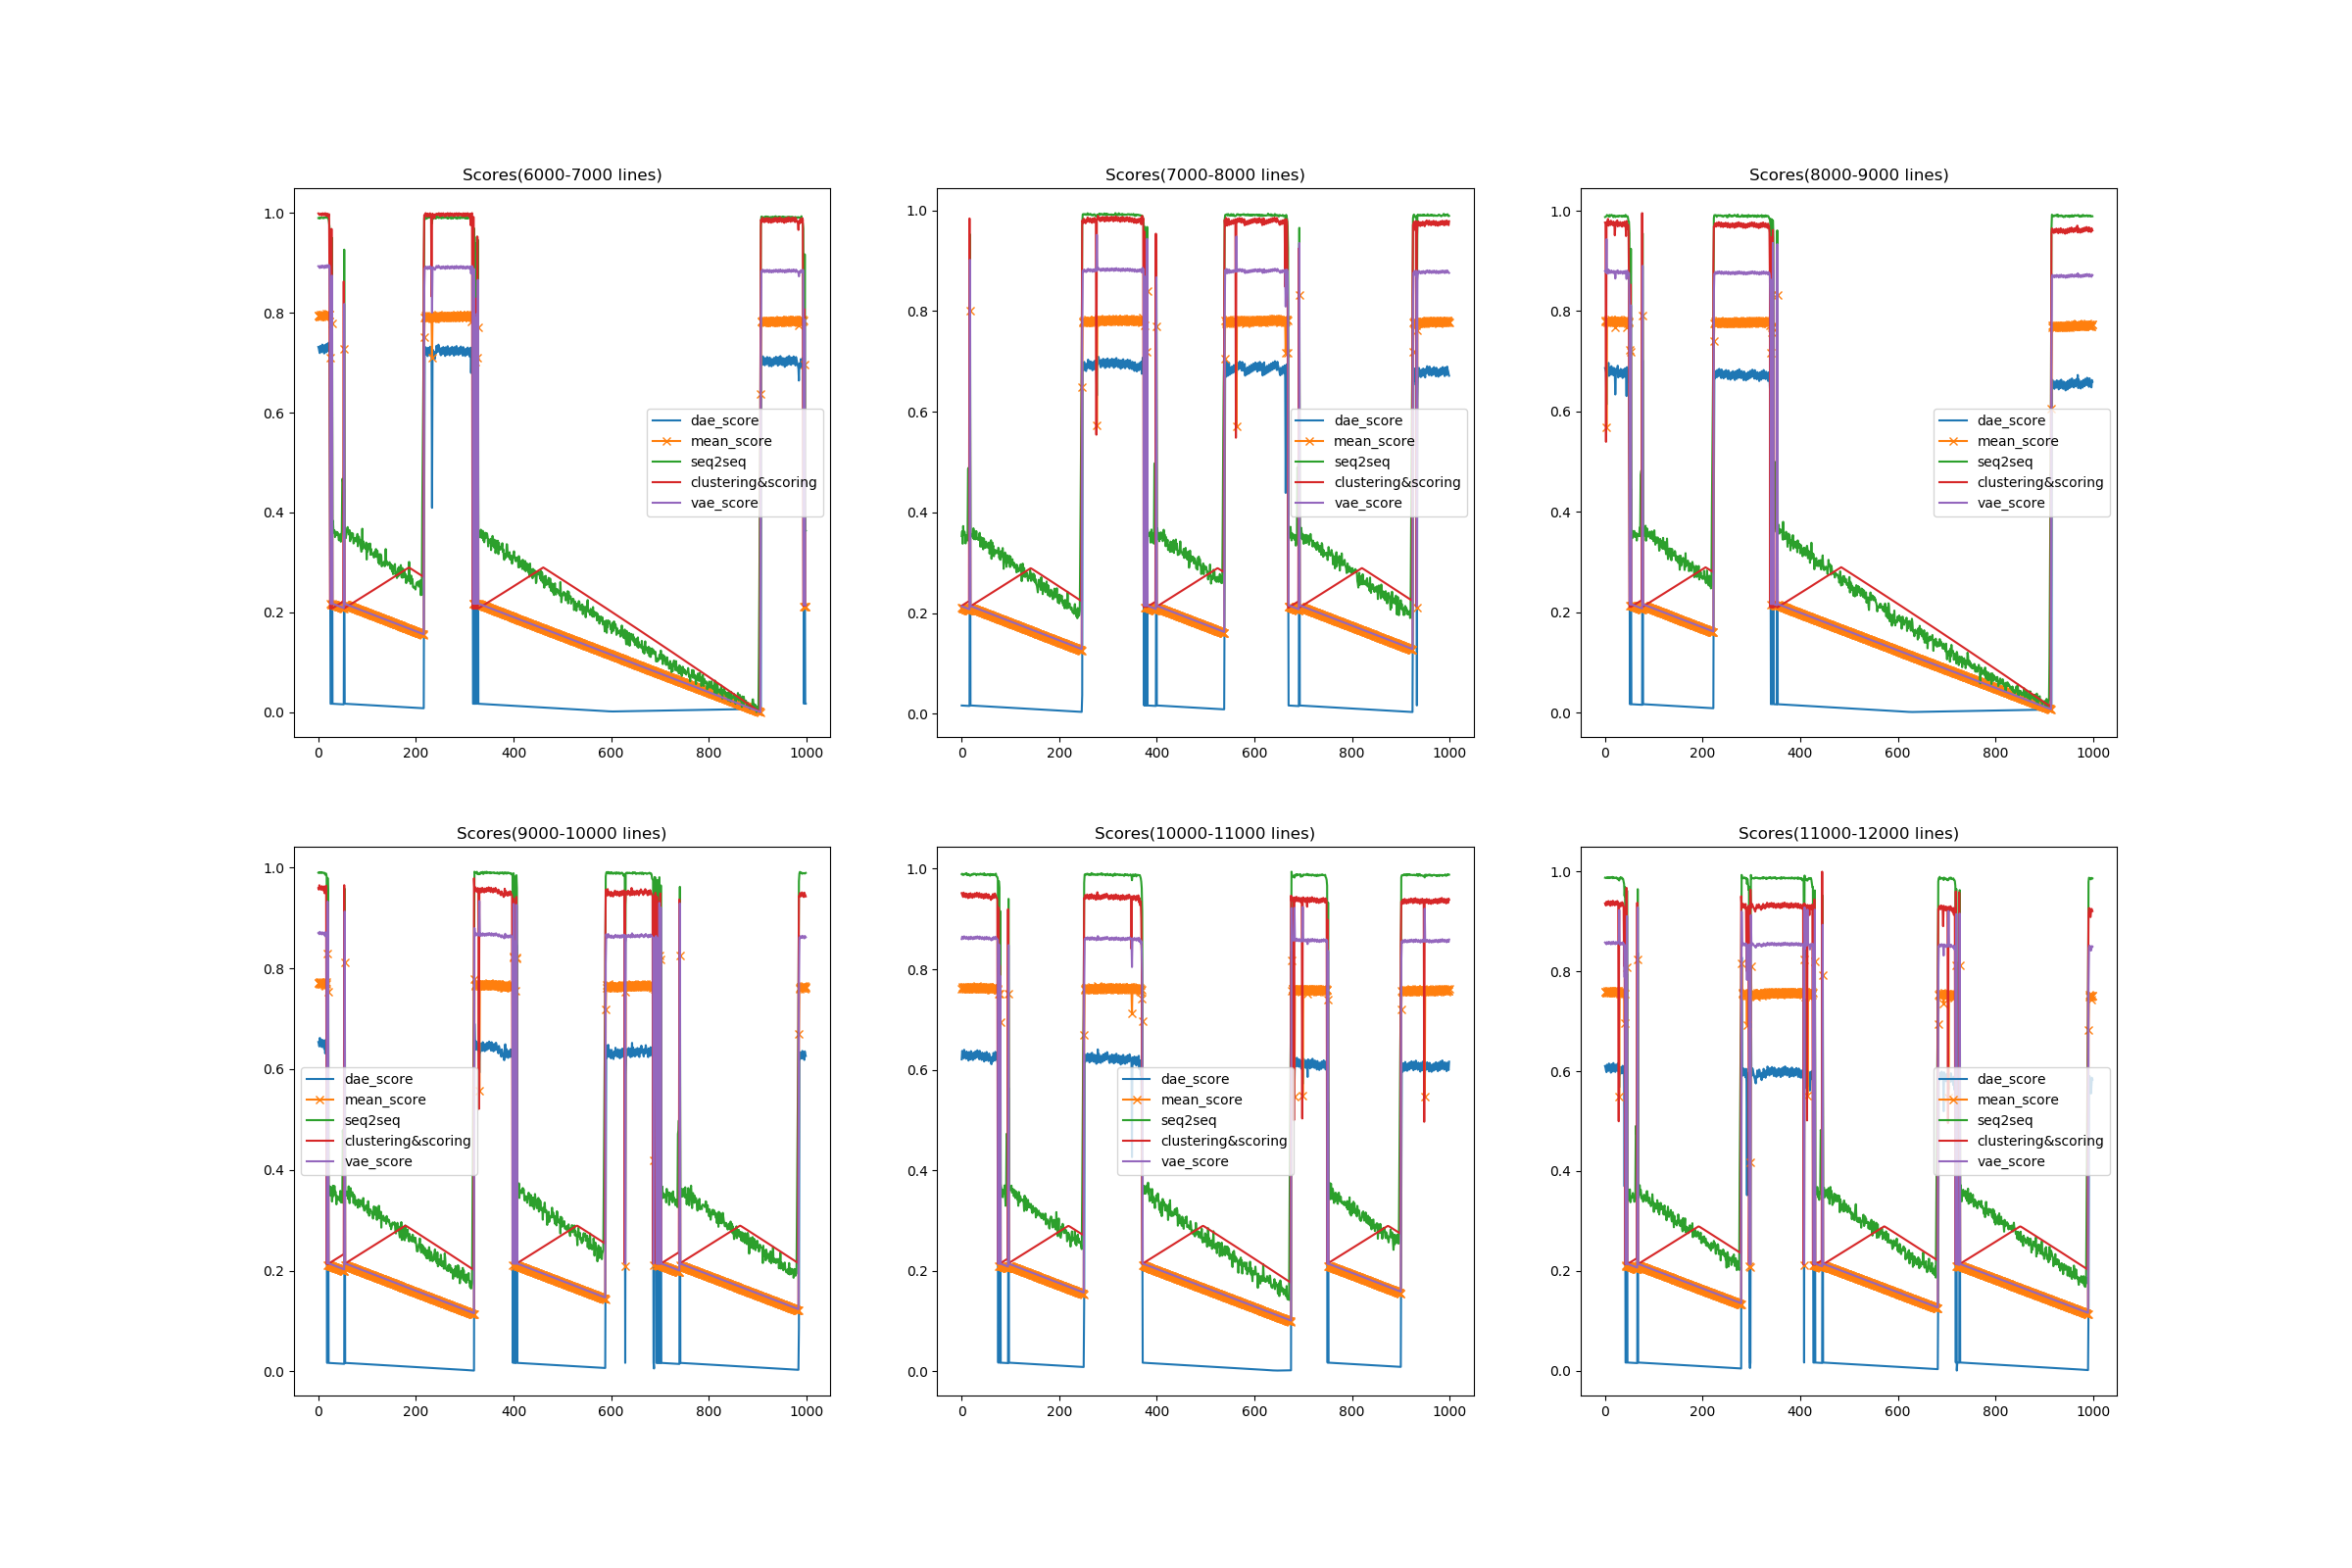 Scores(6000-7000 lines)
1.0
0.8
0.6
0.4
0.2
0.0
0 200 400 600 800 1000
dae_score
mean_score
seq2seq
clustering&scoring
vae_score
Scores(7000-8000 lines)
1.0
0.8
0.6
0.4
0.2
0.0
0 200 400 600 800 1000
dae_score
mean_score
seq2seq
clustering&scoring
vae_score
Scores(8000-9000 lines)
1.0
0.8
0.6
0.4
0.2
0.0
0 200 400 600 800 1000
dae_score
mean_score
seq2seq
clustering&scoring
vae_score
Scores(9000-10000 lines)
1.0
0.8
0.6
0.4
0.2
0.0
0 200 400 600 800 1000
dae_score
mean_score
seq2seq
clustering&scoring
vae_score
Scores(10000-11000 lines)
1.0
0.8
0.6
0.4
0.2
0.0
0 200 400 600 800 1000
dae_score
mean_score
seq2seq
clustering&scoring
vae_score
Scores(11000-12000 lines)
1.0
0.8
0.6
0.4
0.2
0.0
0 200 400 600 800 1000
dae_score
mean_score
seq2seq
clustering&scoring
vae_score